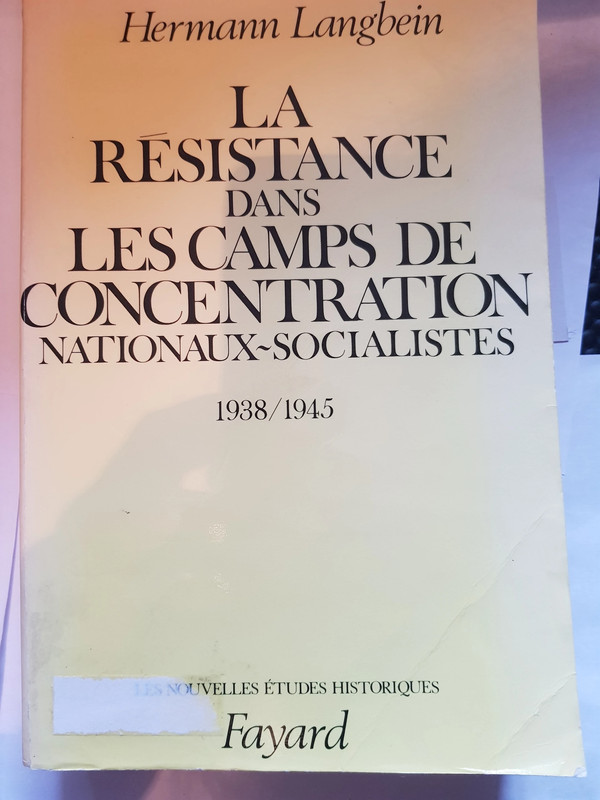 Hermann Langbein
LA
RÉSISTANCE
DANS
LES CAMPS DE
CONCENTRATION
NATIONAUX~SOCIALISTES
1938/1945
LES NOUVELLES ÉTUDES HISTORIQUES
Fayard